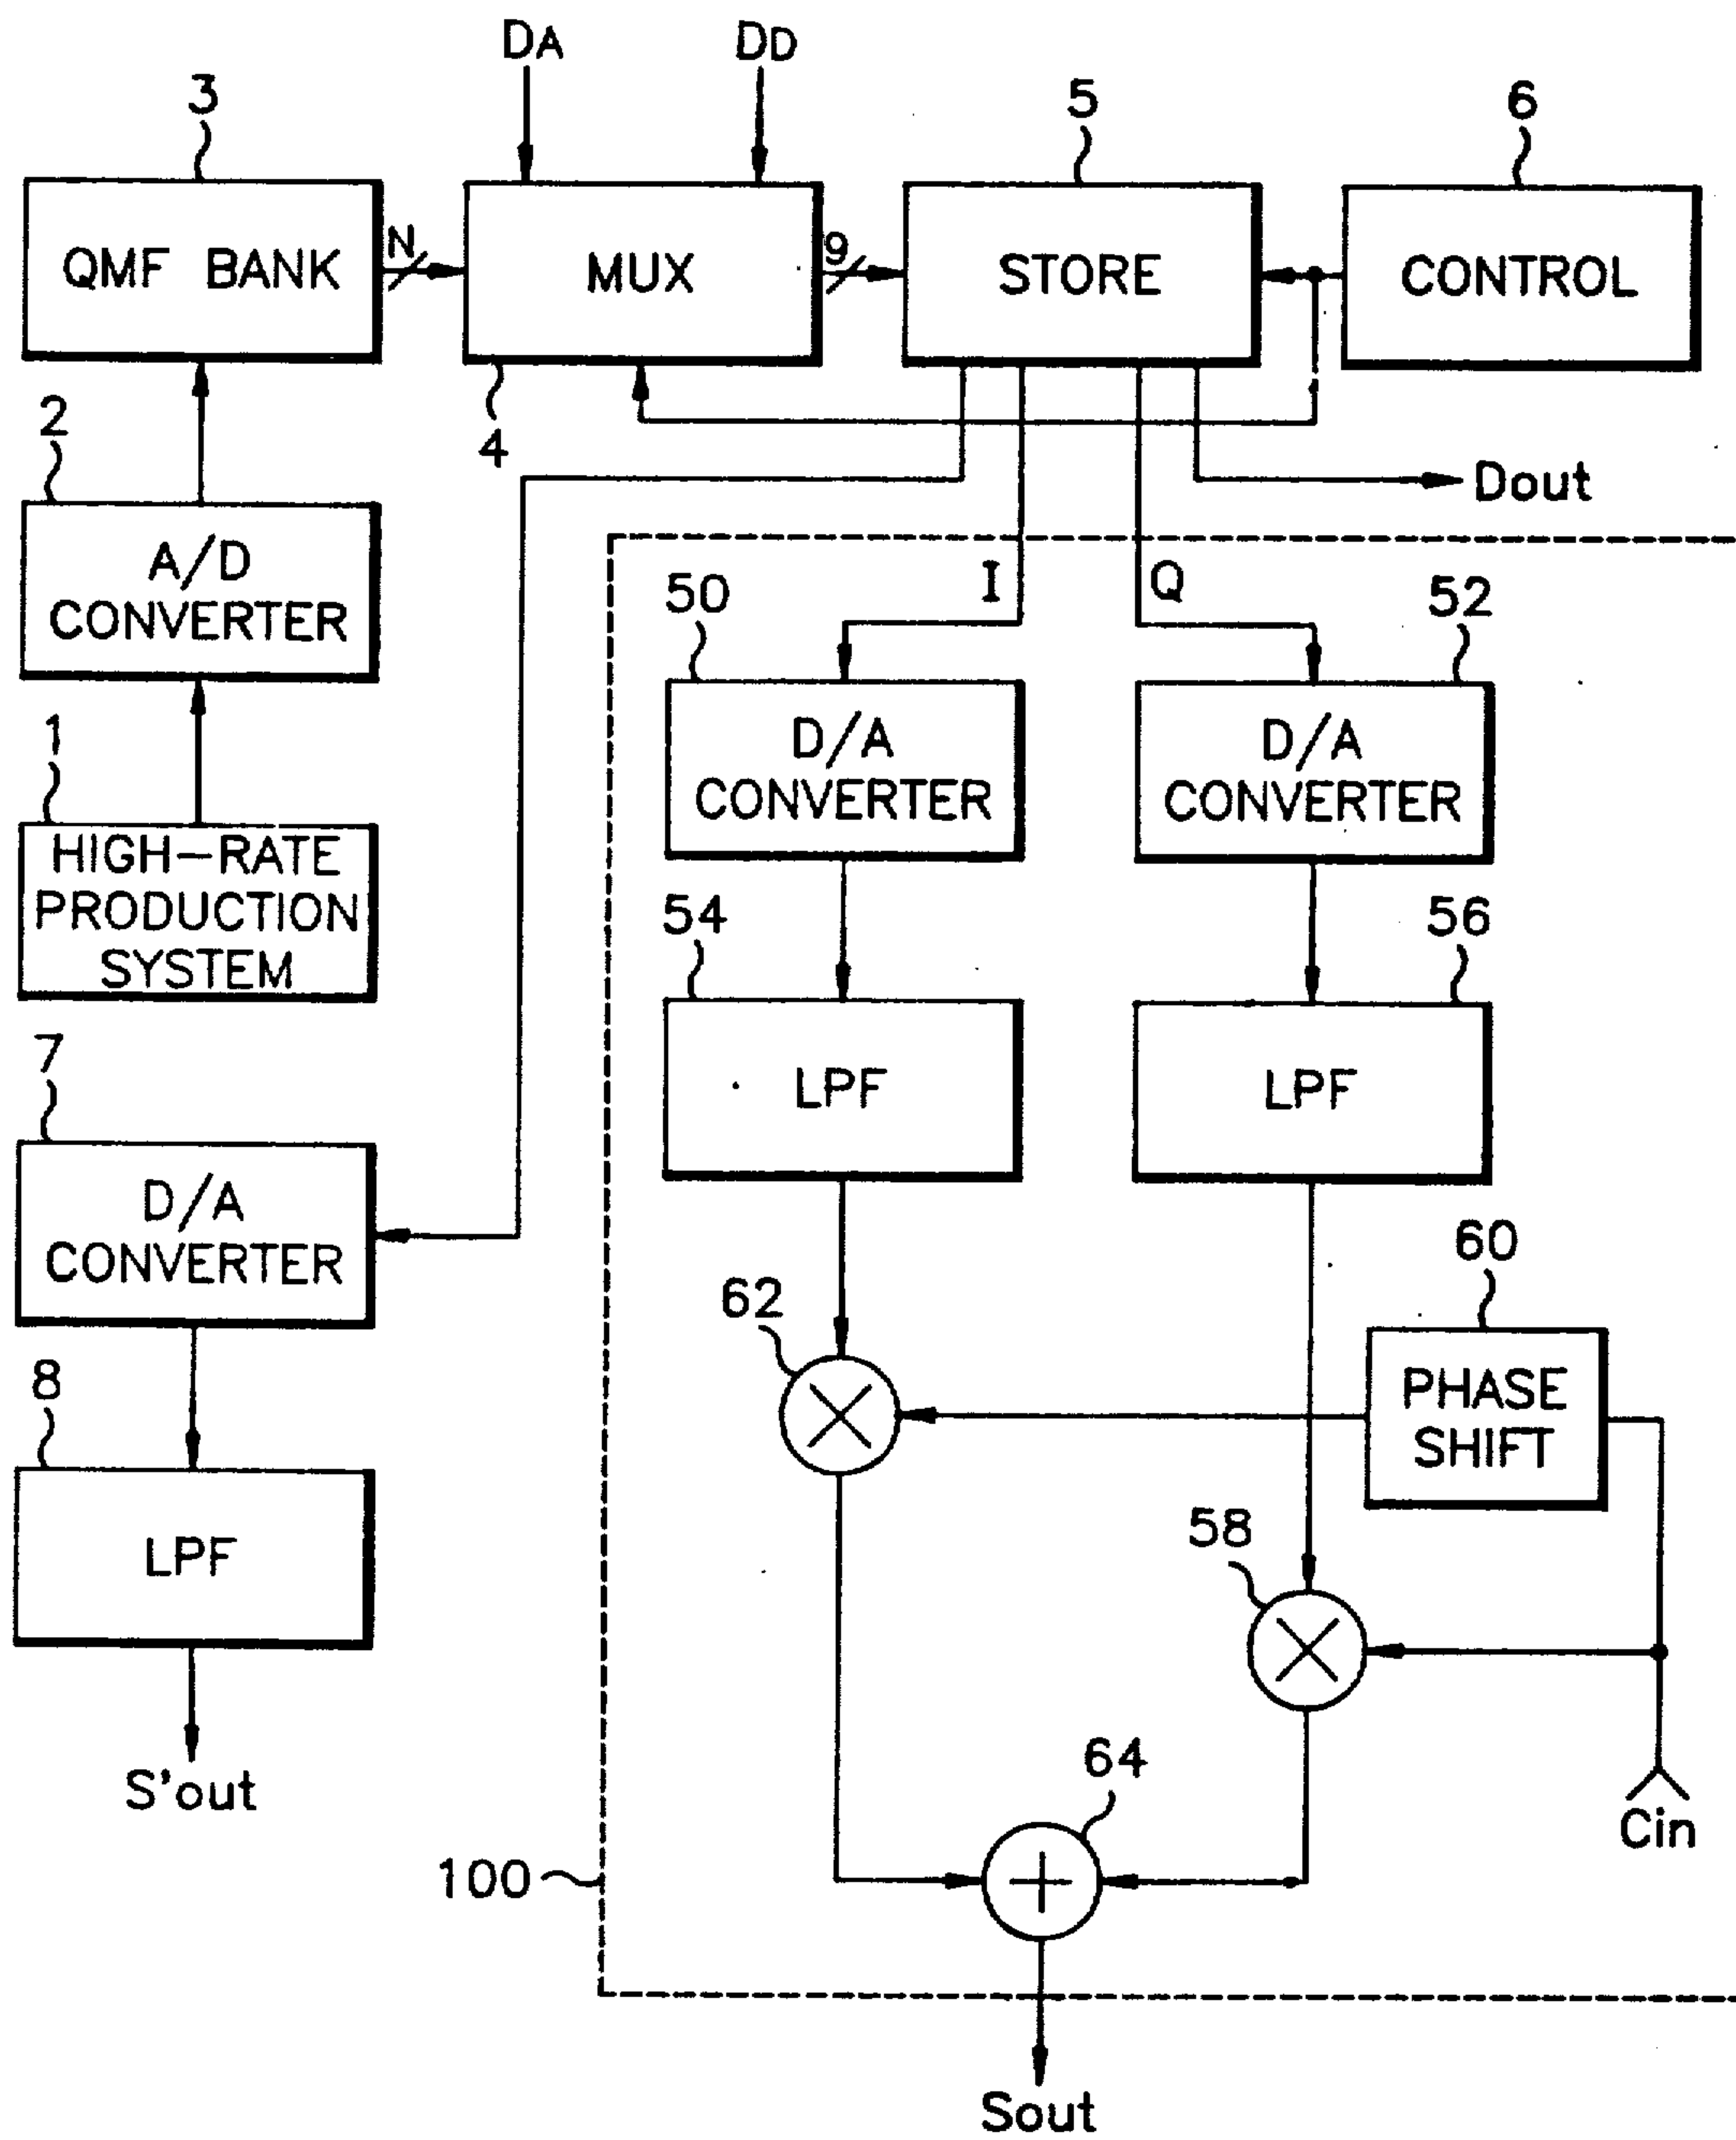 DA
DD
3
5
6
QMF BANK
N
MUX
9
STORE
CONTROL
2
4
Dout
A/D
CONVERTER
I
Q
50
52
1
D/A
CONVERTER
D/A
CONVERTER
HIGH-RATE
PRODUCTION
SYSTEM
54
56
7
LPF
LPF
D/A
CONVERTER
60
62
8
PHASE
SHIFT
LPF
58
S'out
64
Cin
100
Sout